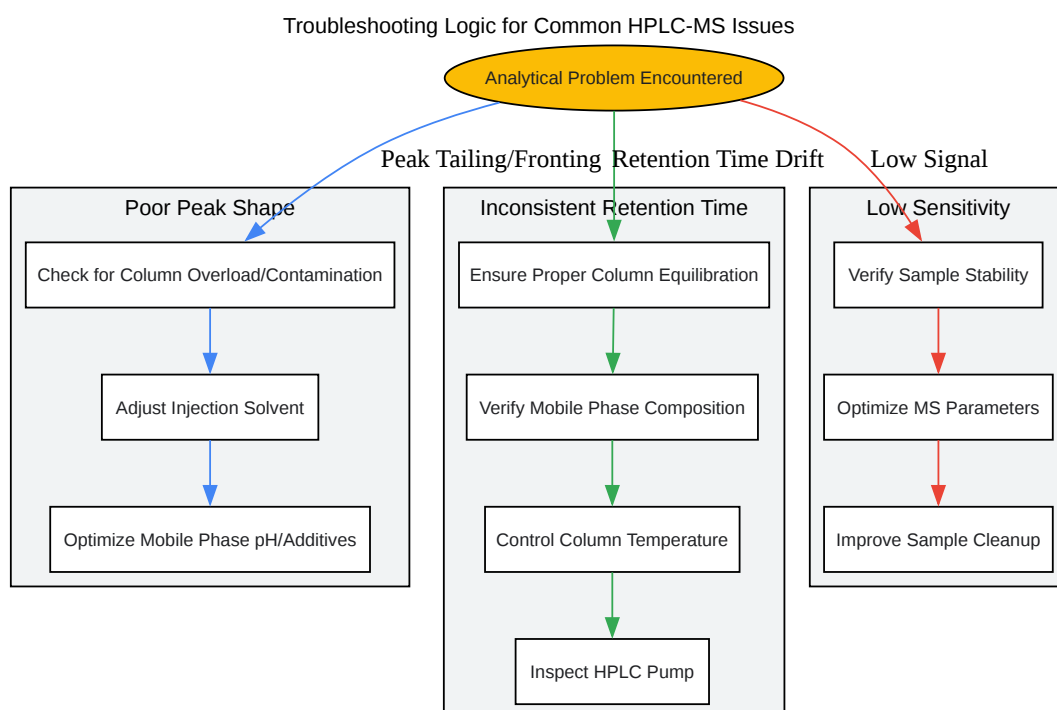 Troubleshooting Logic for Common HPLC-MS Issues
Analytical Problem Encountered
Peak Tailing/Fronting
Retention Time Drift
Low Signal
Poor Peak Shape
Check for Column Overload/Contamination
Adjust Injection Solvent
Optimize Mobile Phase pH/Additives
Inconsistent Retention Time
Ensure Proper Column Equilibration
Verify Mobile Phase Composition
Control Column Temperature
Inspect HPLC Pump
Low Sensitivity
Verify Sample Stability
Optimize MS Parameters
Improve Sample Cleanup